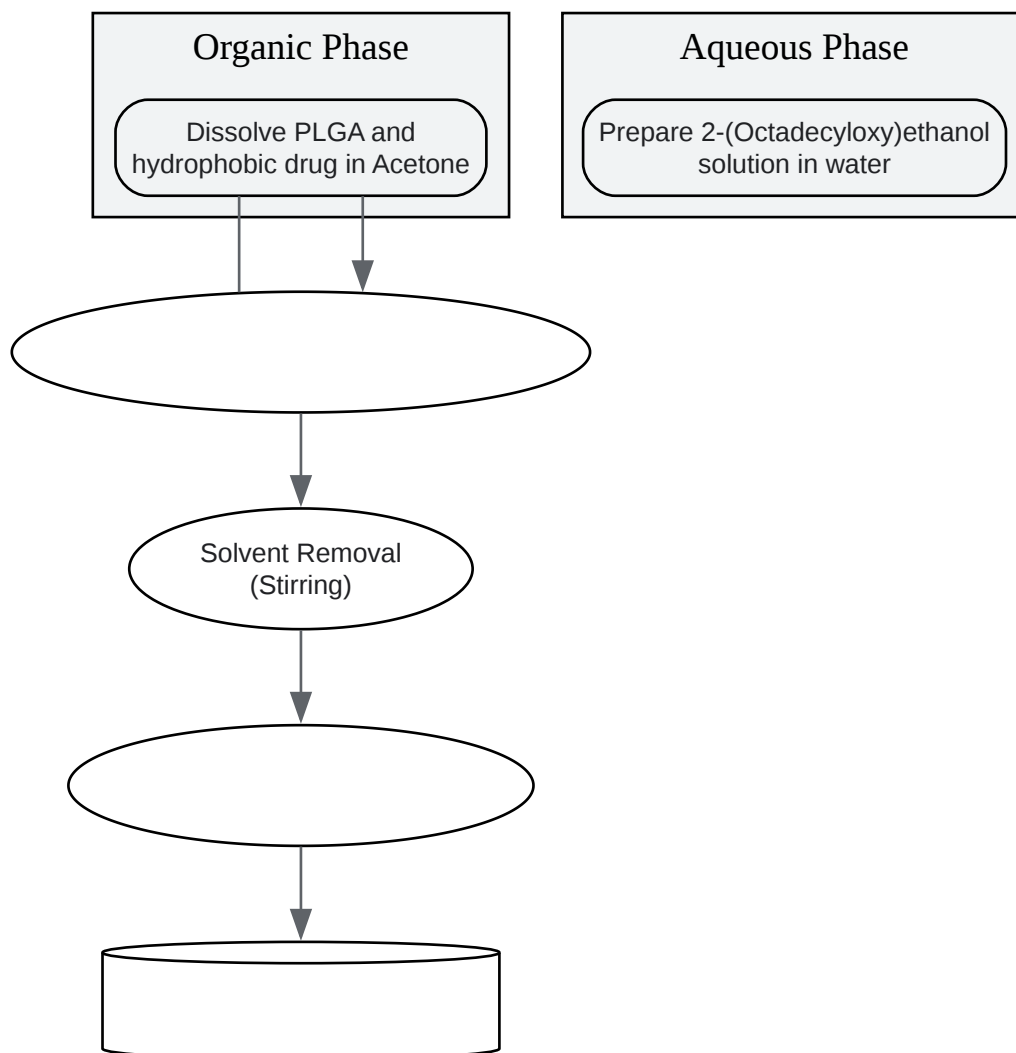 Organic Phase
Dissolve PLGA and
hydrophobic drug in Acetone
Aqueous Phase
Prepare 2-(Octadecyloxy)ethanol
solution in water
Solvent Removal
(Stirring)